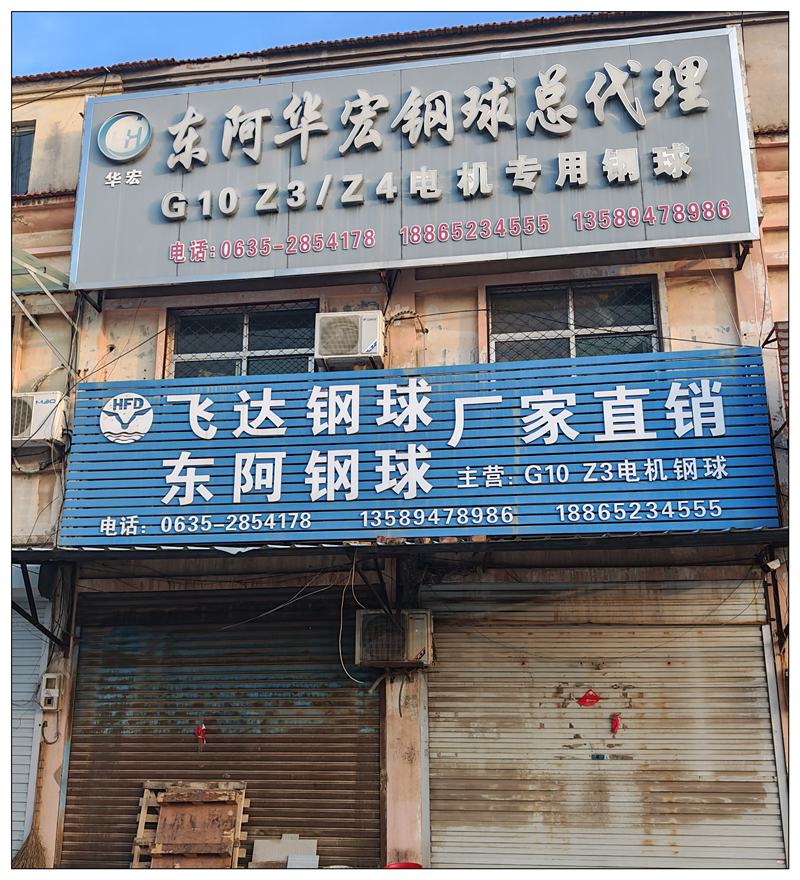 东阿华宏钢球总代理
华宏
G10 Z3/Z4电机专用钢球
电话:0635-2854178 18865234555 13589478986
HFD
飞达钢球厂家直销
东阿钢球 主营:G10 Z3电机钢球
电话:0635-2854178 13589478986 18865234555